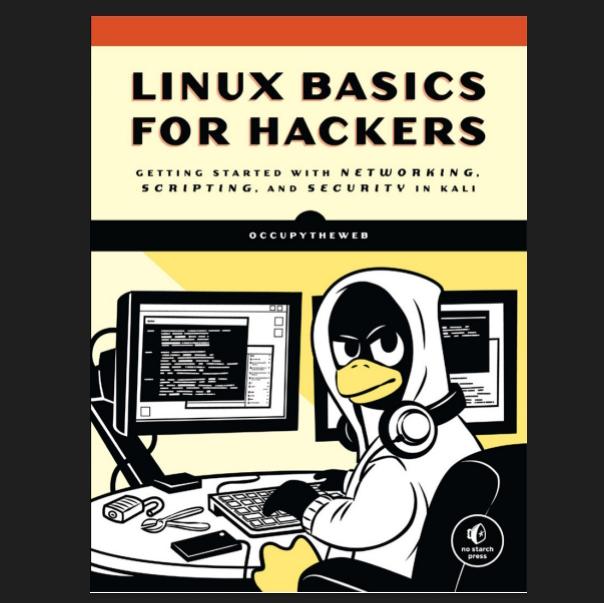 LINUX BASICS
FOR HACKERS
GETTING STARTED WITH NETWORKING,
SCRIPTING, AND SECURITY IN KALI
OCCUPYTHEWEB
no starch
press